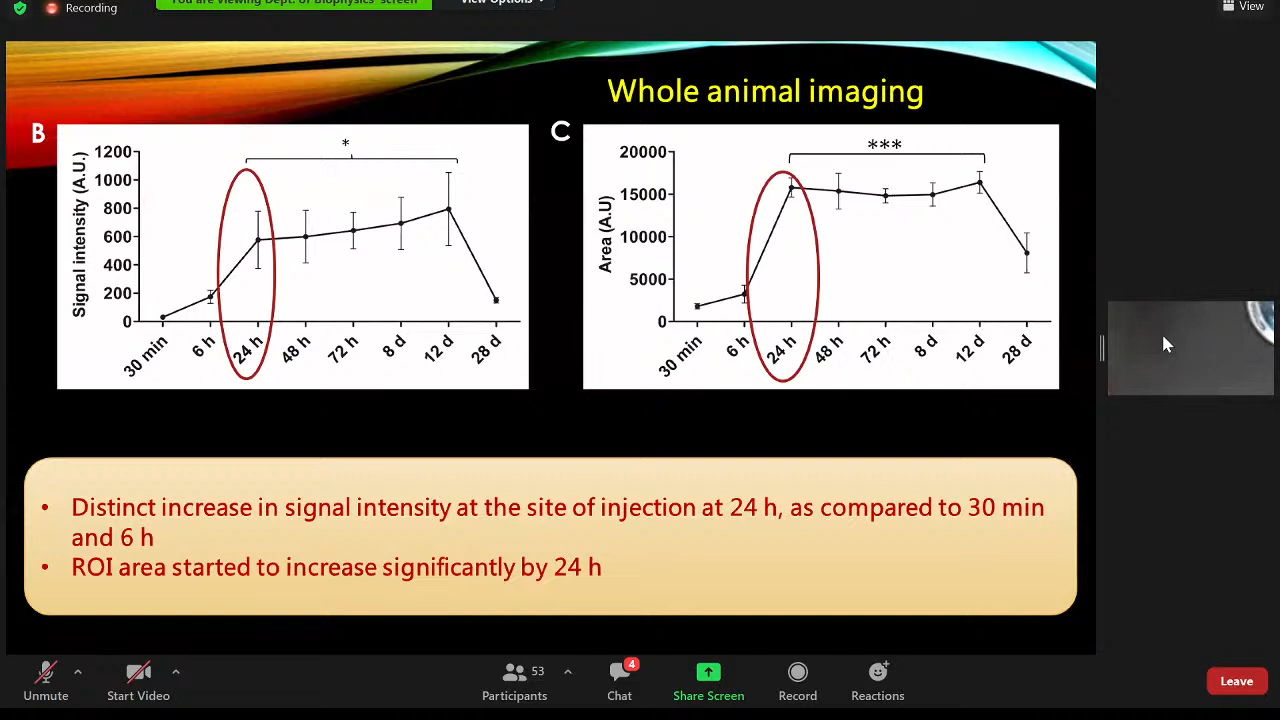 Recording
You are viewing Dept. of Biophysics' screen
View Options
View
Whole animal imaging
B
*
Signal intensity (A.U.)
1200
1000
800
600
400
200
0
30 min
6 h
24 h
48 h
72 h
8 d
12 d
28 d
C
***
Area (A.U)
20000
15000
10000
5000
0
30 min
6 h
24 h
48 h
72 h
8 d
12 d
28 d
• Distinct increase in signal intensity at the site of injection at 24 h, as compared to 30 min
and 6 h
• ROI area started to increase significantly by 24 h
Unmute
Start Video
53
Participants
4
Chat
Share Screen
Record
Reactions
Leave